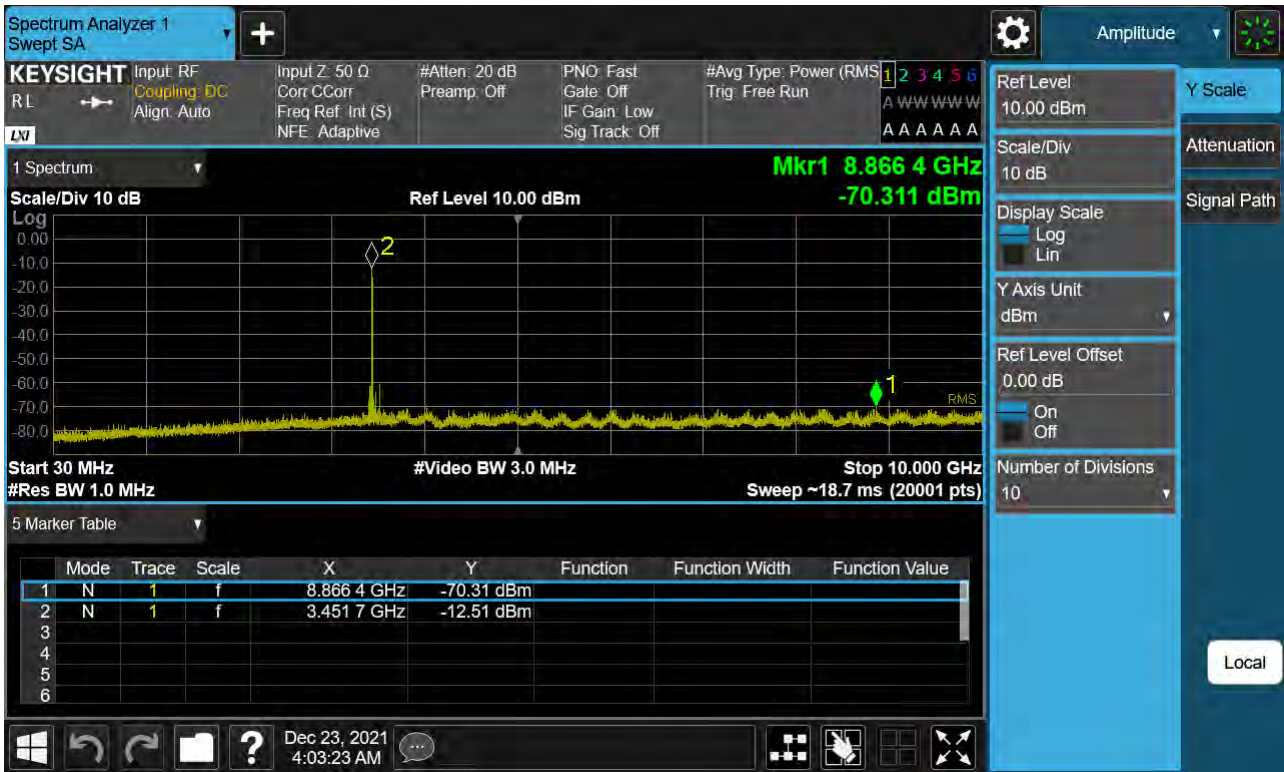 Spectrum Analyzer 1
Swept SA
Amplitude
KEYSIGHT
RL
LXI
Input: RF
Coupling: DC
Align: Auto
Input Z: 50 Ω
Corr CCorr
Freq Ref: Int (S)
NFE: Adaptive
#Atten: 20 dB
Preamp: Off
PNO: Fast
Gate: Off
IF Gain: Low
Sig Track: Off
#Avg Type: Power (RMS
Trig: Free Run
1 2 3 4 5 6
A W W W W W
A A A A A A
1 Spectrum
Mkr1 8.866 4 GHz
Scale/Div 10 dB
Ref Level 10.00 dBm
-70.311 dBm
Log
0.00
-10.0
-20.0
-30.0
-40.0
-50.0
-60.0
-70.0
-80.0
2
1
RMS
Start 30 MHz
#Video BW 3.0 MHz
Stop 10.000 GHz
#Res BW 1.0 MHz
Sweep ~18.7 ms (20001 pts)
5 Marker Table
Mode Trace Scale X Y Function Function Width Function Value
1 N 1 f 8.866 4 GHz -70.31 dBm
2 N 1 f 3.451 7 GHz -12.51 dBm
3
4
5
6
Ref Level
10.00 dBm
Scale/Div
10 dB
Display Scale
Log
Lin
Y Axis Unit
dBm
Ref Level Offset
0.00 dB
On
Off
Number of Divisions
10
Y Scale
Attenuation
Signal Path
Local
?
Dec 23, 2021
4:03:23 AM